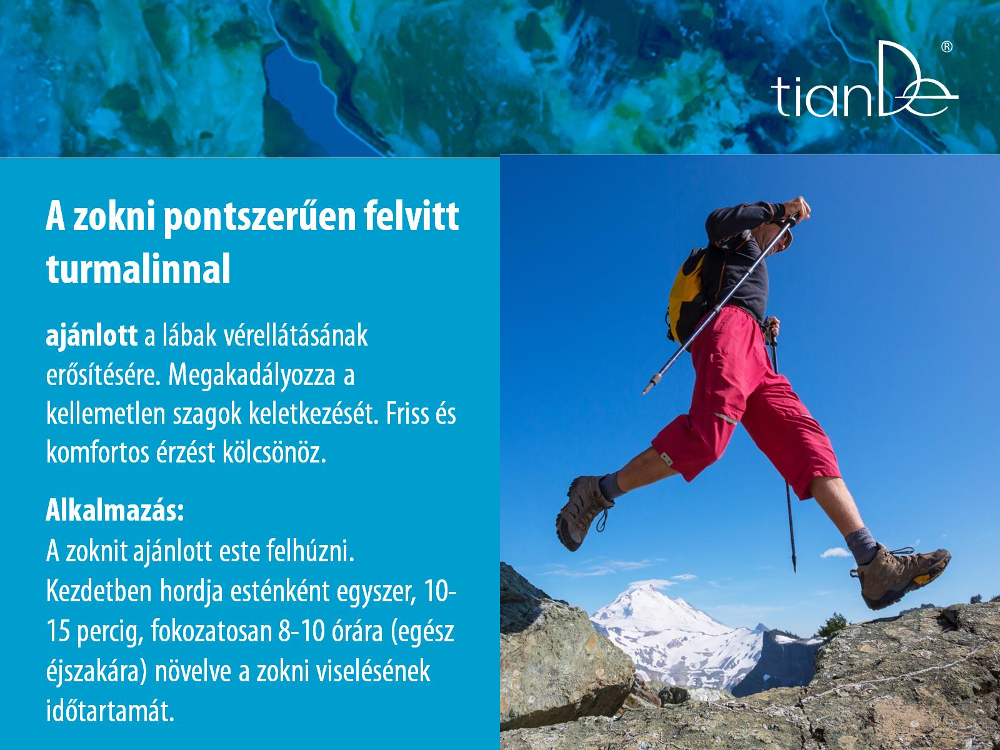 tianDe®
A zokni pontszerűen felvitt
turmalinnal
ajánlott a lábak vérellátásának
erősítésére. Megakadályozza a
kellemetlen szagok keletkezését. Friss és
komfortos érzést kölcsönöz.
Alkalmazás:
A zoknit ajánlott este felhúzni.
Kezdetben hordja esténként egyszer, 10-
15 percig, fokozatosan 8-10 órára (egész
éjszakára) növelve a zokni viselésének
időtartamát.